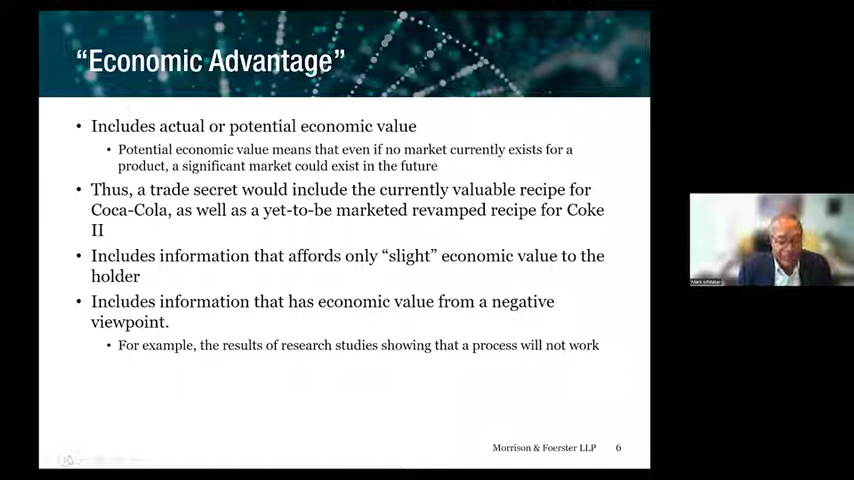 “Economic Advantage”
• Includes actual or potential economic value
• Potential economic value means that even if no market currently exists for a
product, a significant market could exist in the future
• Thus, a trade secret would include the currently valuable recipe for
Coca-Cola, as well as a yet-to-be marketed revamped recipe for Coke
II
• Includes information that affords only “slight” economic value to the
holder
• Includes information that has economic value from a negative
viewpoint.
• For example, the results of research studies showing that a process will not work
Morrison & Foerster LLP 6
Mark Whitaker